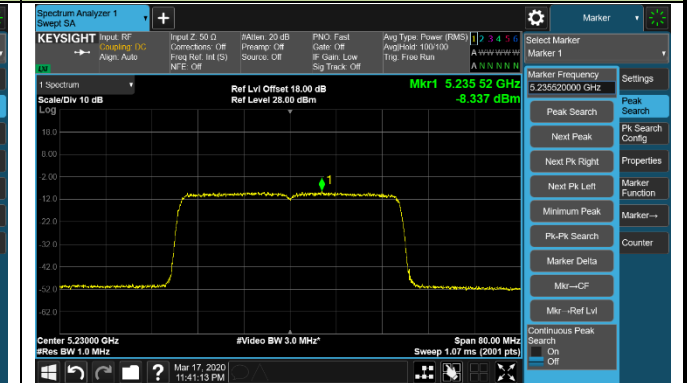 Spectrum Analyzer 1
Swept SA
KEYSIGHT
Input: RF
Coupling: DC
Align: Auto
Input Z: 50 Ω
Corrections: Off
Freq Ref: Int (S)
NFE: Off
#Atten: 20 dB
Preamp: Off
Source: Off
PNO: Fast
Gate: Off
IF Gain: Low
Sig Track: Off
Avg Type: Power (RMS)
Avg|Hold: 100/100
Trig: Free Run
1 2 3 4 5 6
A W W W W W
A N N N N N
LXI
1 Spectrum
Scale/Div 10 dB
Log
Ref Lvl Offset 18.00 dB
Ref Level 28.00 dBm
Mkr1 5.235 52 GHz
-8.337 dBm
18.0
8.00
-2.00
-12.0
-22.0
-32.0
-42.0
-52.0
-62.0
1
Center 5.23000 GHz
#Res BW 1.0 MHz
#Video BW 3.0 MHz*
Span 80.00 MHz
Sweep 1.07 ms (2001 pts)
Mar 17, 2020
11:41:13 PM
Marker
Select Marker
Marker 1
Marker Frequency
5.235520000 GHz
Peak Search
Next Peak
Next Pk Right
Next Pk Left
Minimum Peak
Pk-Pk Search
Marker Delta
Mkr→CF
Mkr→Ref Lvl
Continuous Peak
Search
On
Off
Settings
Peak
Search
Pk Search
Config
Properties
Marker
Function
Marker→
Counter